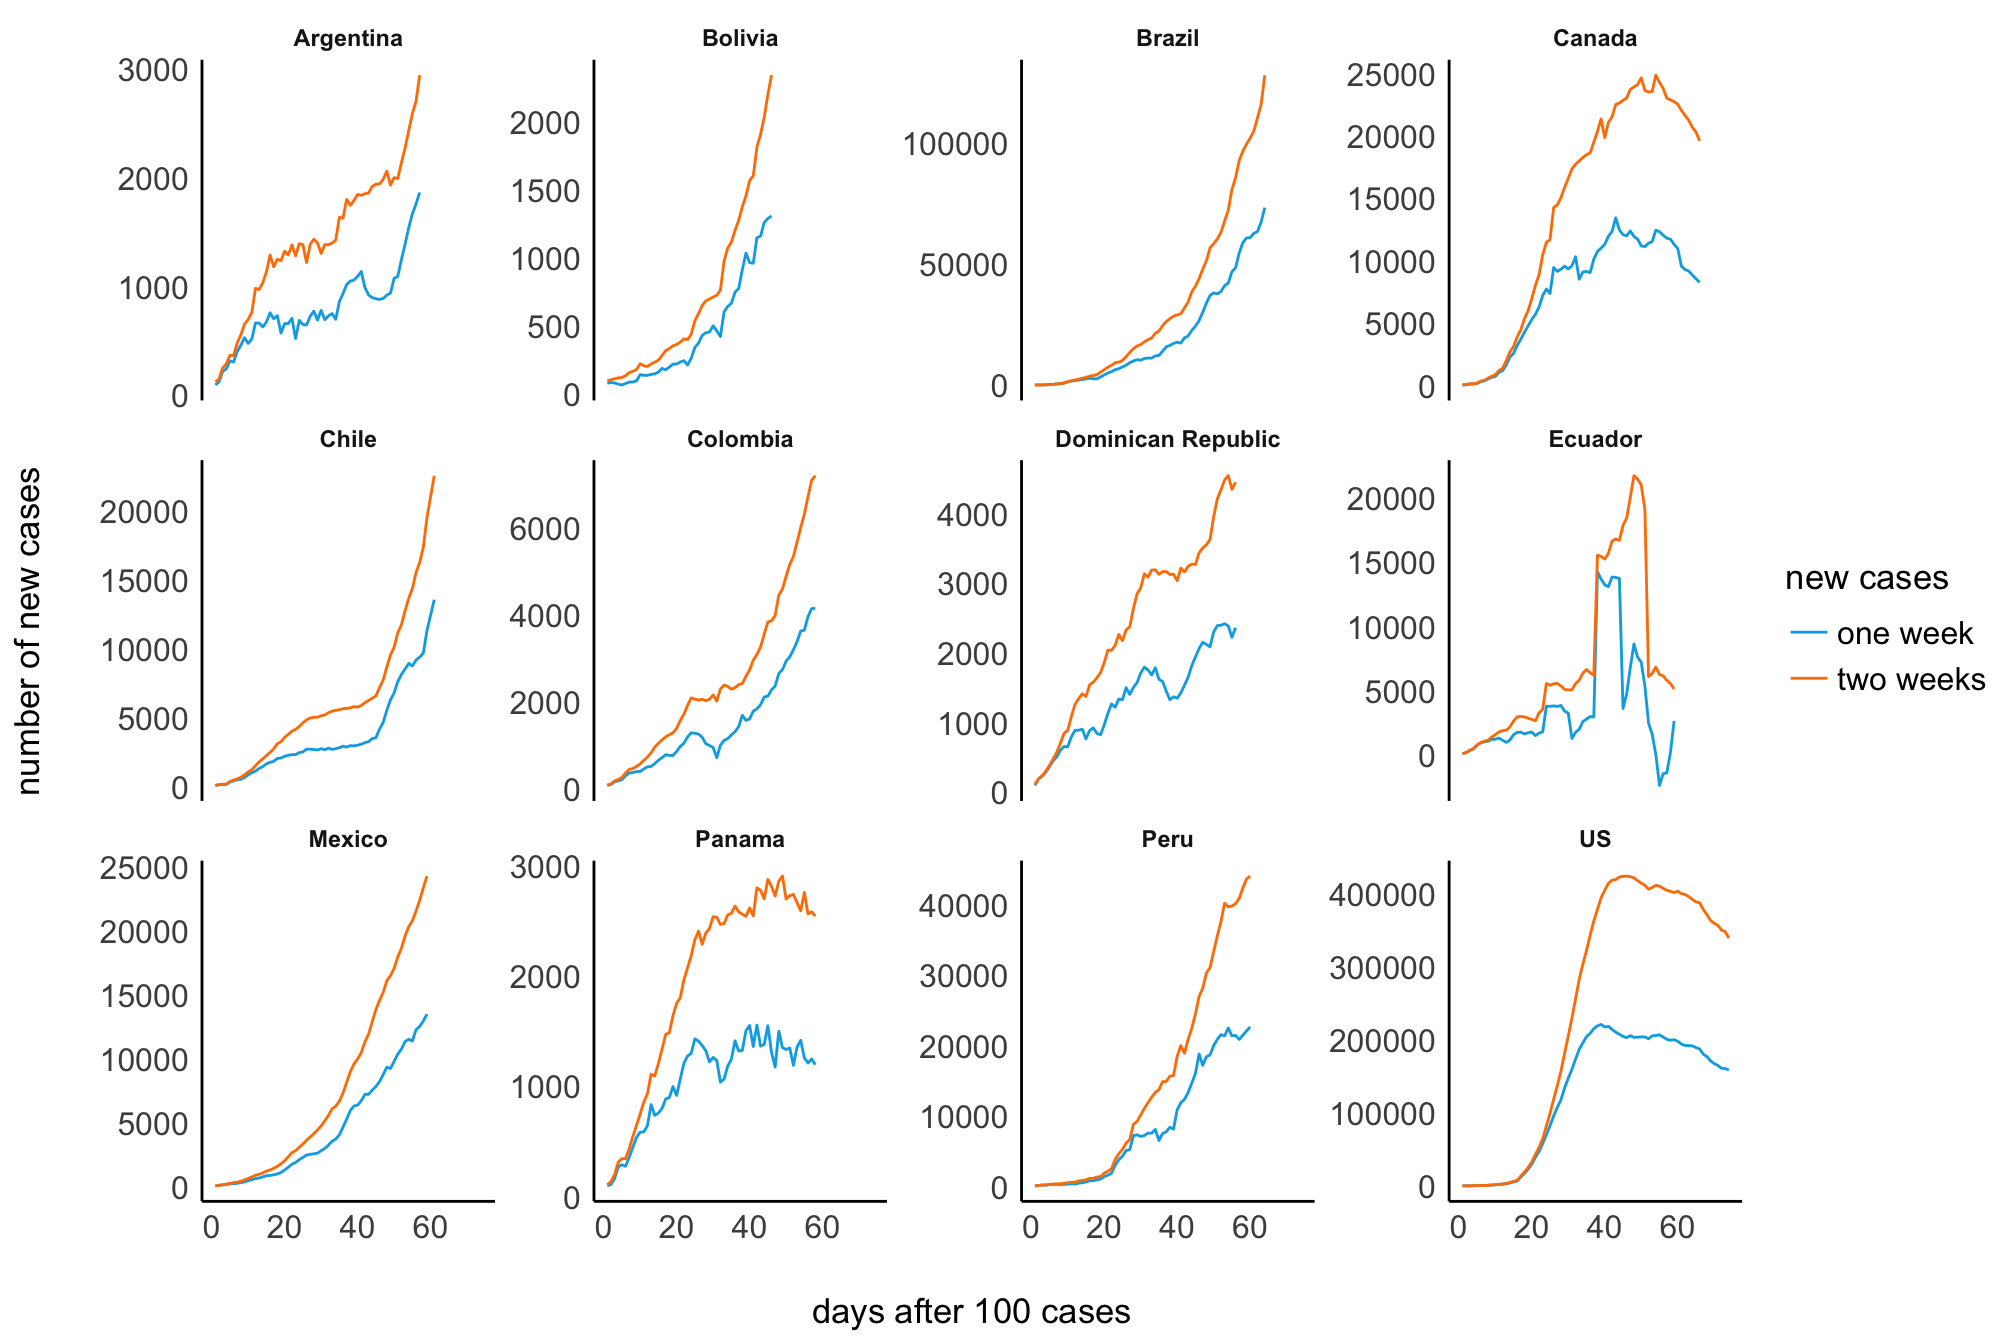 Argentina Bolivia Brazil Canada
3000 2000 1000 0
2000 1500 1000 500 0
100000 50000 0
25000 20000 15000 10000 5000 0
Chile Colombia Dominican Republic Ecuador
20000 15000 10000 5000 0
6000 4000 2000 0
4000 3000 2000 1000 0
20000 15000 10000 5000 0
Mexico Panama Peru US
25000 20000 15000 10000 5000 0
3000 2000 1000 0
40000 30000 20000 10000 0
400000 300000 200000 100000 0
0 20 40 60 0 20 40 60 0 20 40 60 0 20 40 60
number of new cases
days after 100 cases
new cases
one week
two weeks